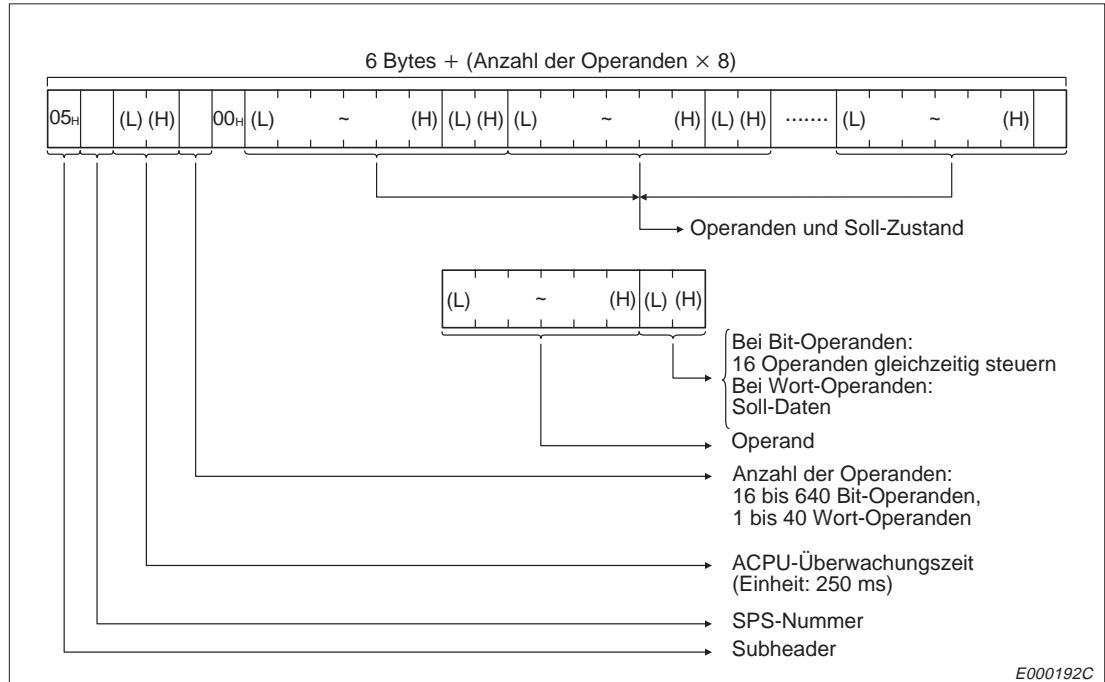 6 Bytes + (Anzahl der Operanden × 8)
05H (L) (H) 00H (L) ~ (H) (L) (H) (L) ~ (H) (L) (H) ······· (L) ~ (H)
Operanden und Soll-Zustand
(L) ~ (H) (L) (H)
Bei Bit-Operanden:
16 Operanden gleichzeitig steuern
Bei Wort-Operanden:
Soll-Daten
Operand
Anzahl der Operanden:
16 bis 640 Bit-Operanden,
1 bis 40 Wort-Operanden
ACPU-Überwachungszeit
(Einheit: 250 ms)
SPS-Nummer
Subheader
E000192C